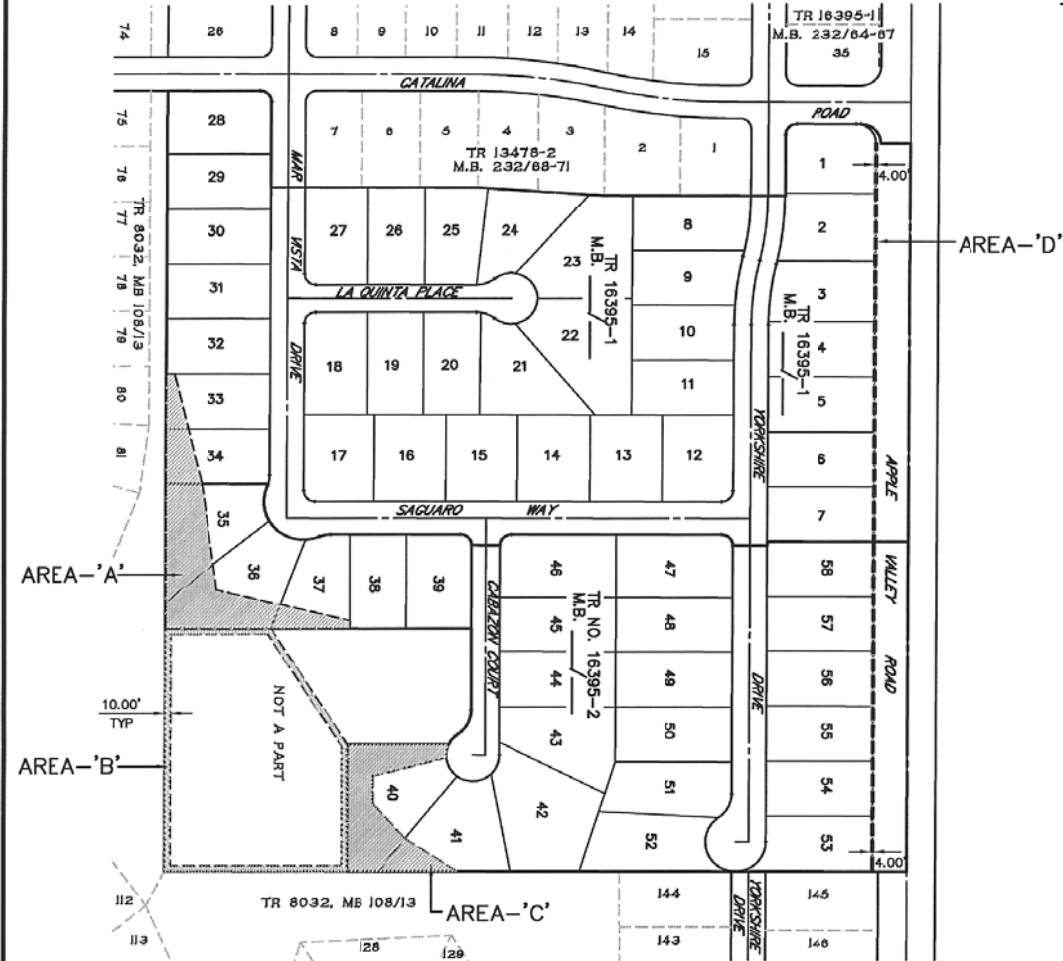 74
26
8
9
10
11
12
13
14
15
TR 16395-1
M.B. 232/64-67
35
CATALINA
ROAD
75
28
7
6
5
4
3
2
1
TR 13478-2
M.B. 232/68-71
1
4.00'
76
29
MAR
77
30
27
26
25
24
8
2
AREA-'D'
TR 8032, MB 108/13
VISTA
23
TR 16395-1
M.B.
9
78
31
LA QUINTA PLACE
3
TR 16395-1
M.B.
79
32
DRIVE
18
19
20
21
22
10
4
80
33
11
5
81
34
17
16
15
14
13
12
YORKSHIRE
6
APPLE
35
SAGUARO
WAY
7
AREA-'A'
36
37
38
39
46
47
58
VALLEY
CABAZON COURT
45
TR NO. 16395-2
M.B.
48
57
44
49
DRIVE
56
ROAD
10.00'
TYP
NOT A PART
43
50
55
AREA-'B'
40
51
54
41
42
52
53
4.00'
112
TR 8032, MB 108/13
AREA-'C'
144
YORKSHIRE
DRIVE
145
113
128
129
143
146